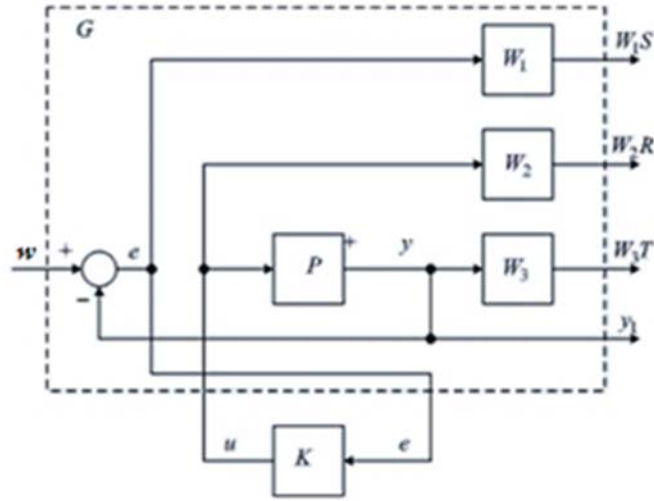 G
W₁
W₁S
W₂
W₂R
w + e
P + y
W₃
W₃T
−
y₁
u K e